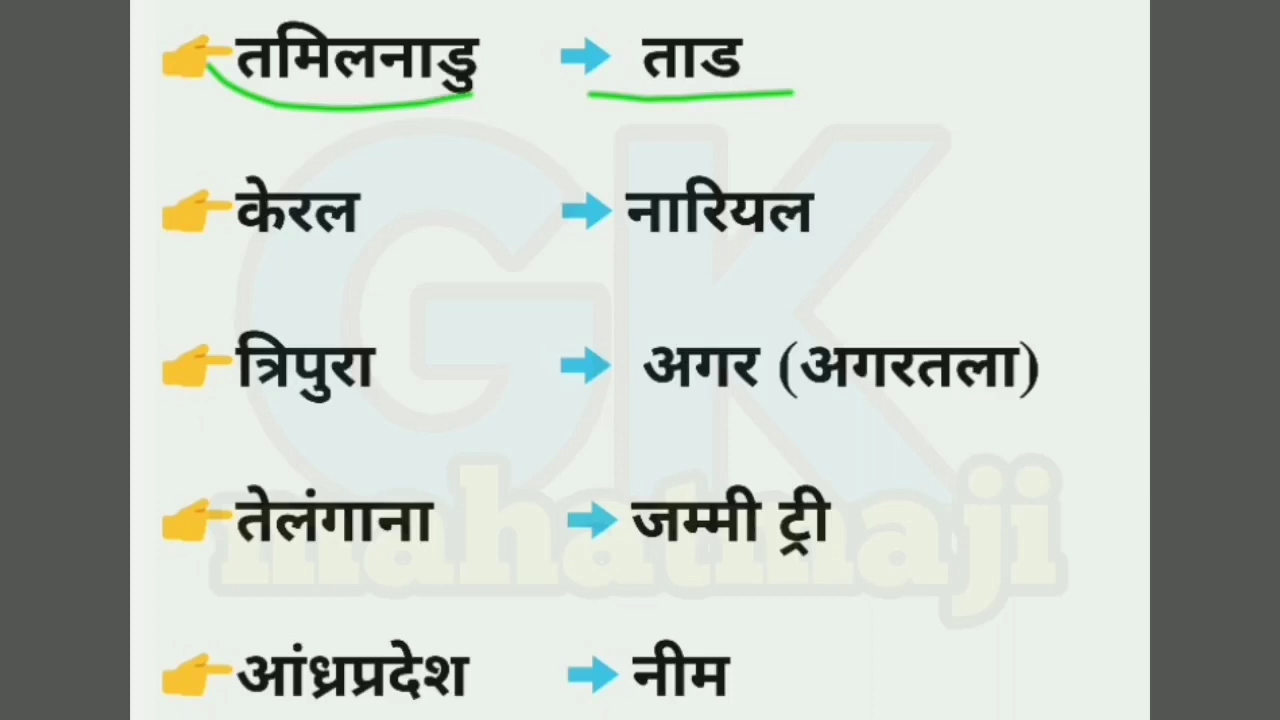 तमिलनाडु ताड
केरल नारियल
त्रिपुरा अगर (अगरतला)
तेलंगाना जम्मी ट्री
आंध्रप्रदेश नीम
GK
mahatmaji